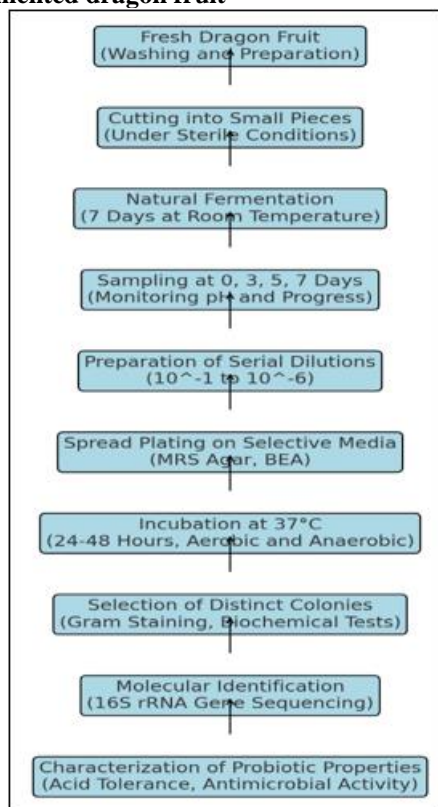 mented dragon fruit
Fresh Dragon Fruit
(Washing and Preparation)
Cutting into Small Pieces
(Under Sterile Conditions)
Natural Fermentation
(7 Days at Room Temperature)
Sampling at 0, 3, 5, 7 Days
(Monitoring pH and Progress)
Preparation of Serial Dilutions
(10^-1 to 10^-6)
Spread Plating on Selective Media
(MRS Agar, BEA)
Incubation at 37°C
(24-48 Hours, Aerobic and Anaerobic)
Selection of Distinct Colonies
(Gram Staining, Biochemical Tests)
Molecular Identification
(16S rRNA Gene Sequencing)
Characterization of Probiotic Properties
(Acid Tolerance, Antimicrobial Activity)